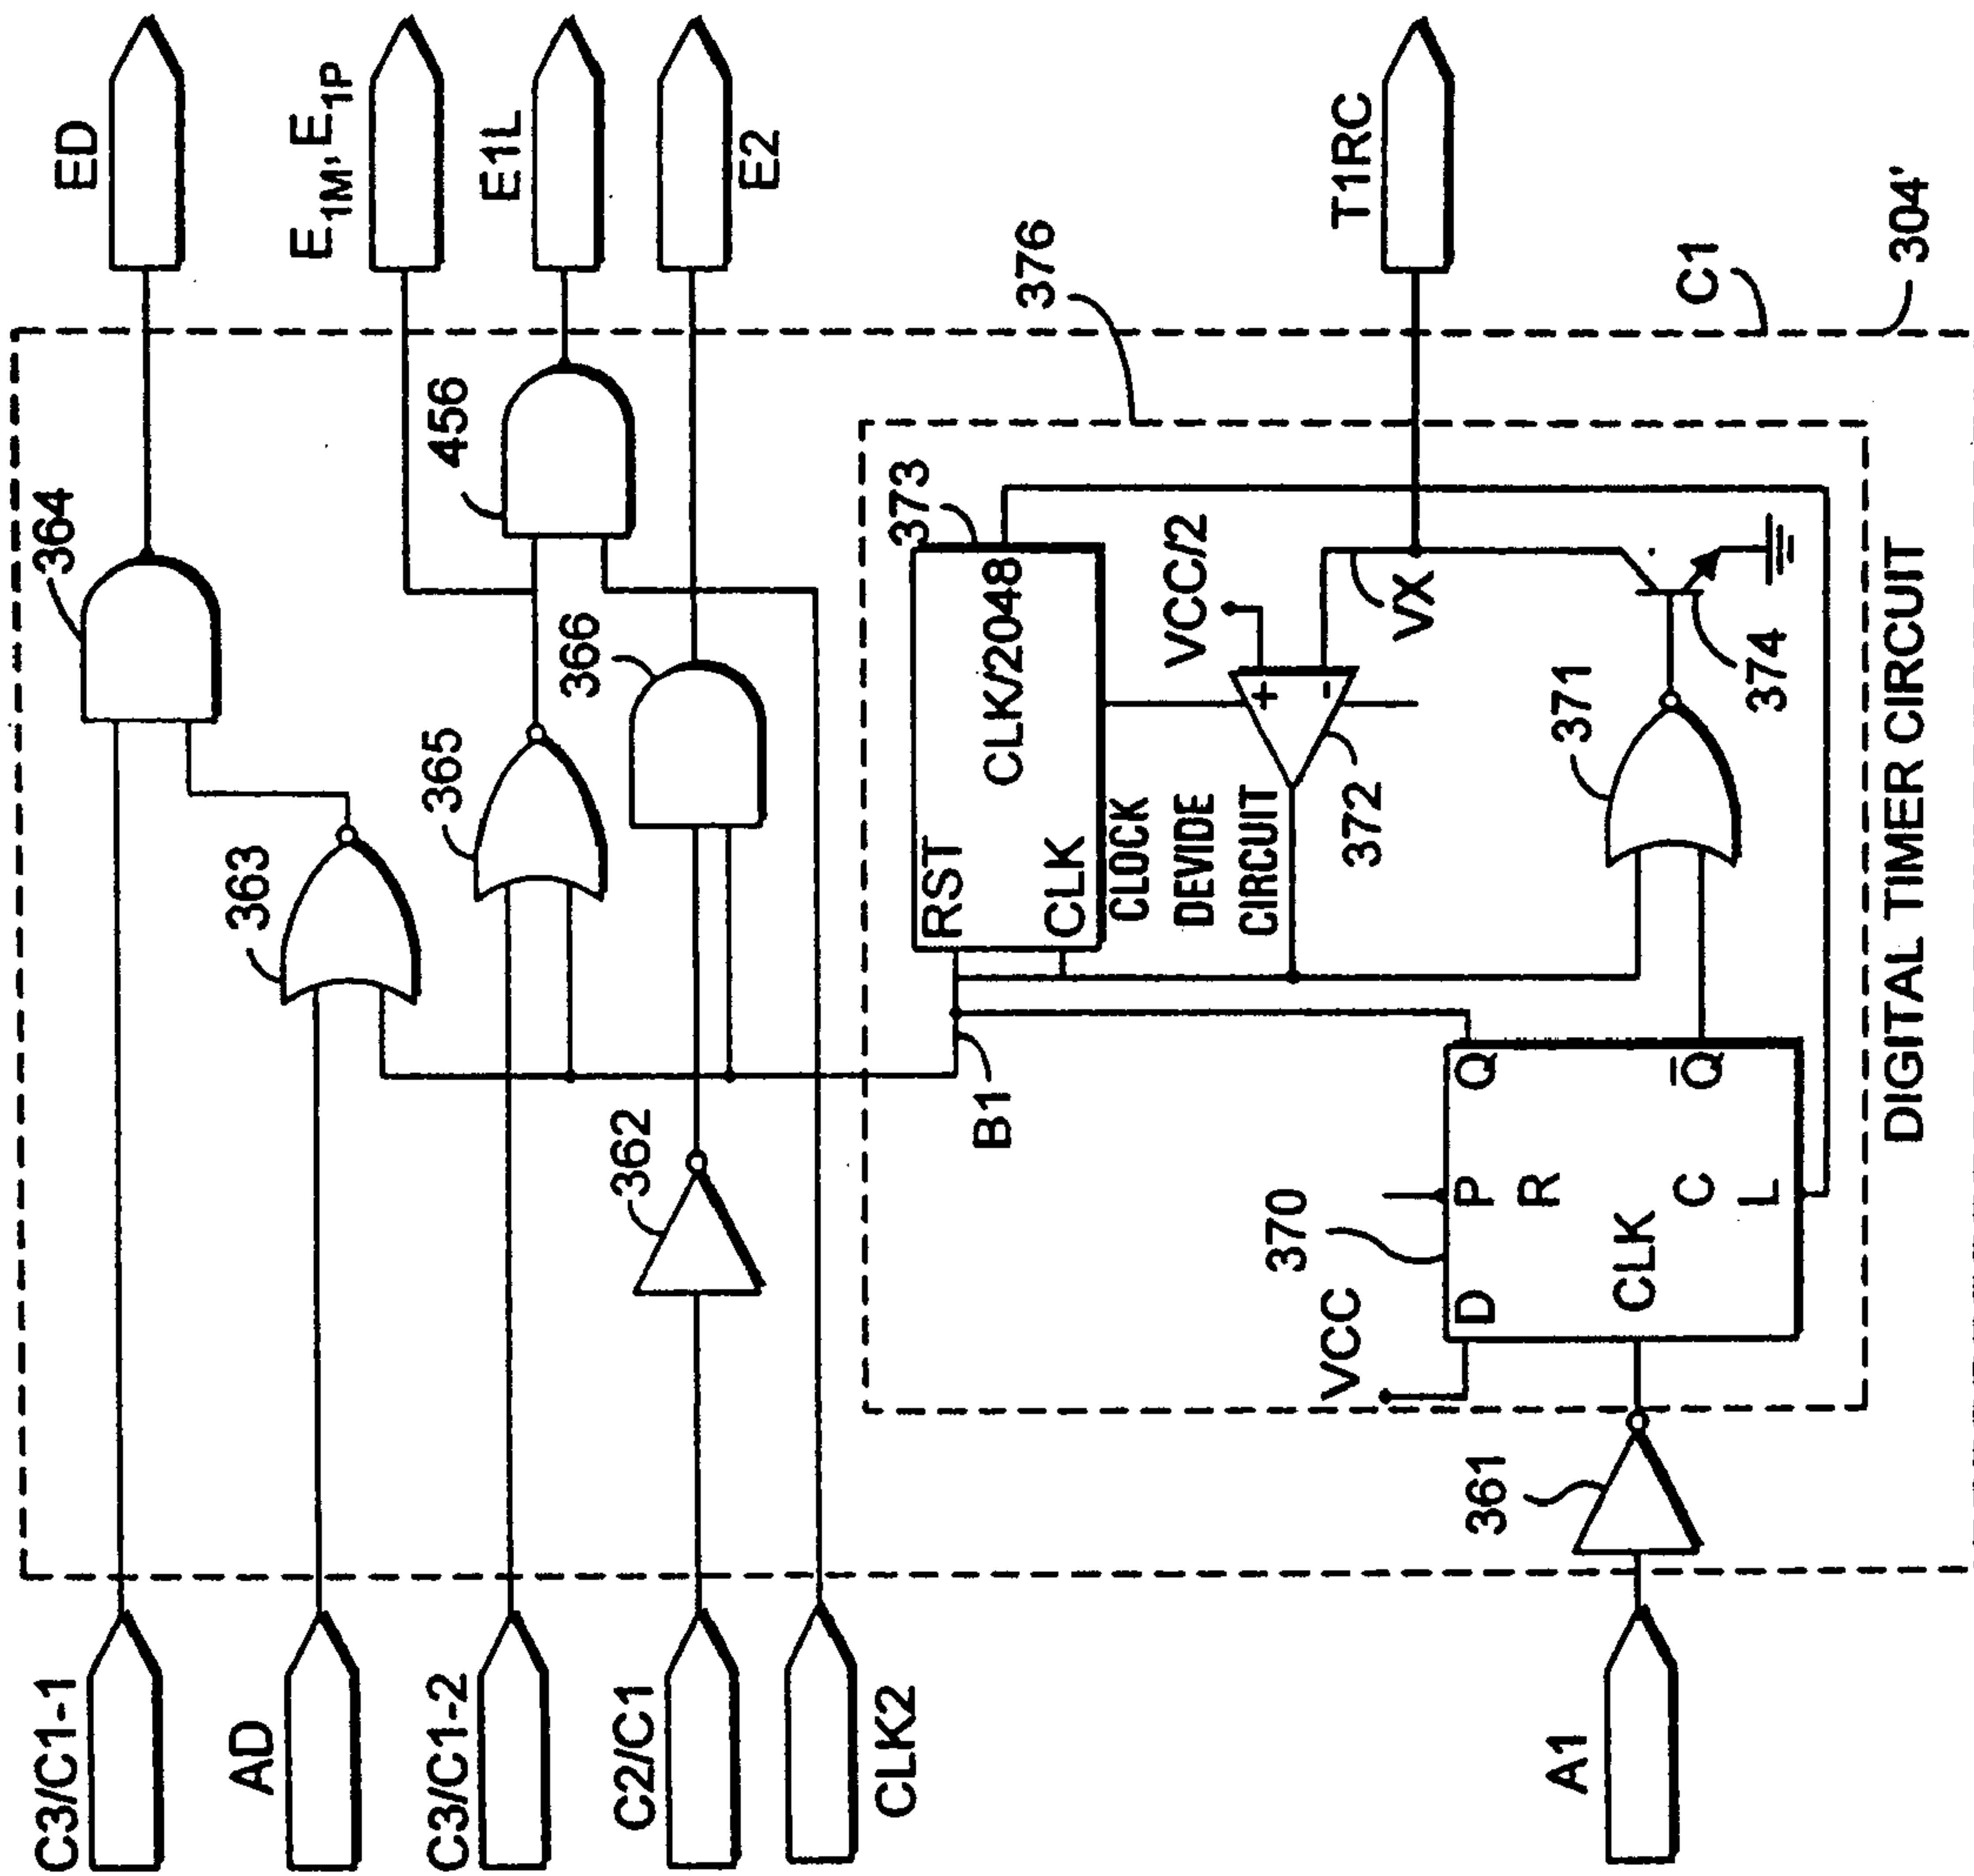 C3/C1-1
AD
C3/C1-2
C2/C1
CLK2
A1
ED
E1M, E1P
E1L
E2
T1RC
364
363
365
456
366
362
361
376
C1
304'
B1
373
RST
CLK
CLK/2048
CLOCK
DEVIDE
CIRCUIT
VCC/2
+
-
372
VX
371
374
370
VCC
D
P
R
CLK
C
L
Q
Q̅
DIGITAL TIMER CIRCUIT